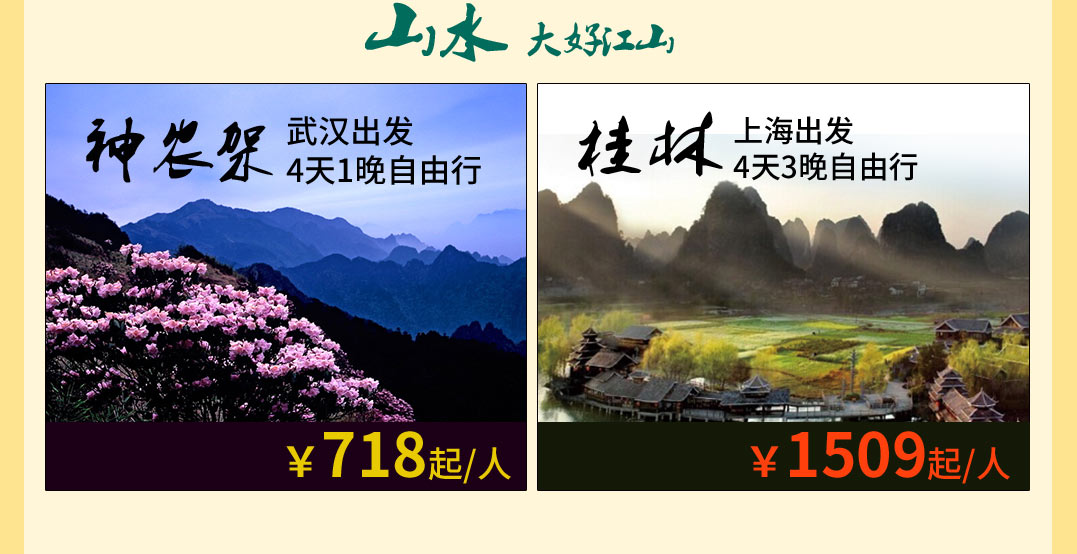 山水 大好江山
神农架
武汉出发
4天1晚自由行
¥718起/人
桂林
上海出发
4天3晚自由行
¥1509起/人